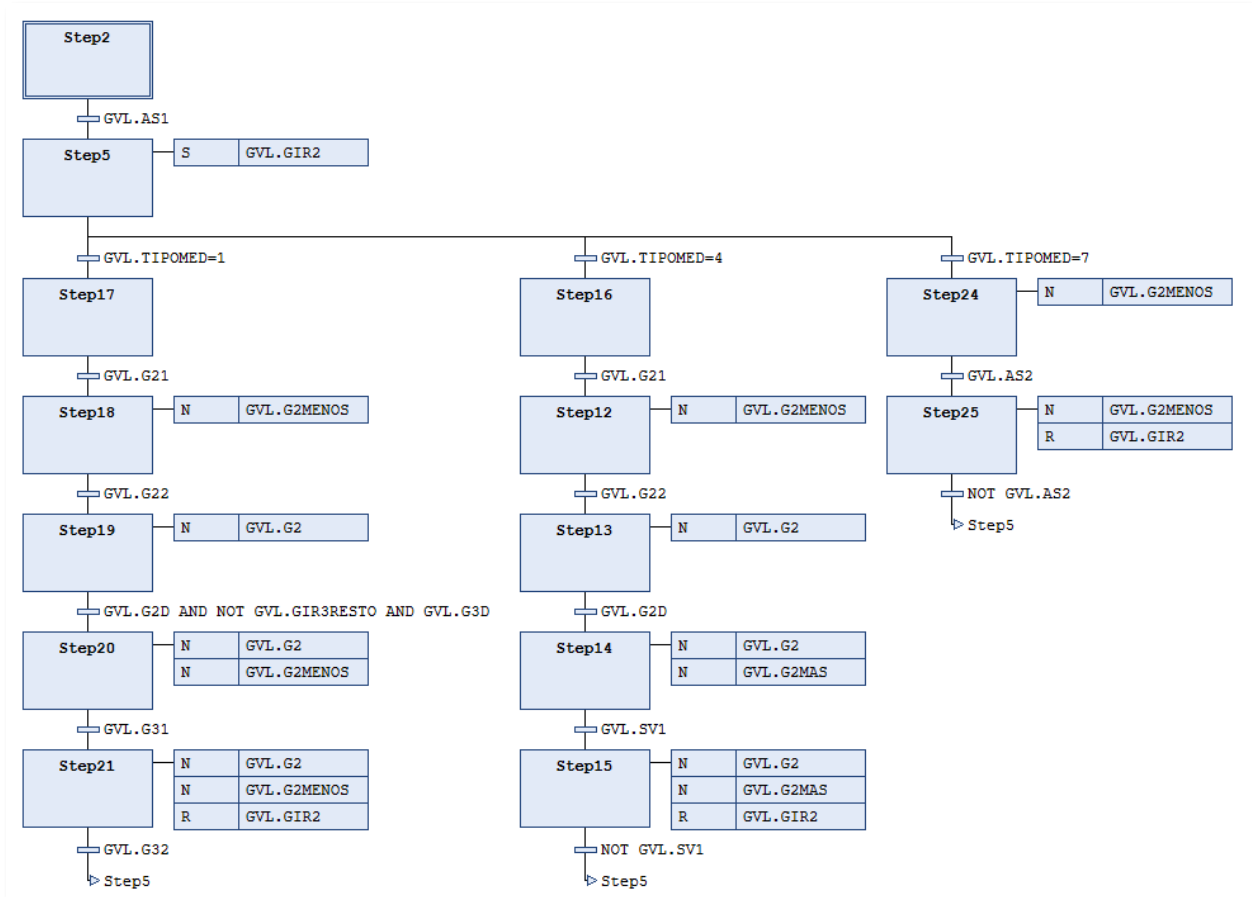 Step2
GVL.AS1
Step5 S GVL.GIR2
GVL.TIPOMED=1 GVL.TIPOMED=4 GVL.TIPOMED=7
Step17 Step16 Step24 N GVL.G2MENOS
GVL.G21 GVL.G21 GVL.AS2
Step18 N GVL.G2MENOS Step12 N GVL.G2MENOS Step25 N GVL.G2MENOS
R GVL.GIR2
GVL.G22 GVL.G22 NOT GVL.AS2
Step19 N GVL.G2 Step13 N GVL.G2 Step5
GVL.G2D AND NOT GVL.GIR3RESTO AND GVL.G3D GVL.G2D
Step20 N GVL.G2 Step14 N GVL.G2
N GVL.G2MENOS N GVL.G2MAS
GVL.G31 GVL.SV1
Step21 N GVL.G2 Step15 N GVL.G2
N GVL.G2MENOS N GVL.G2MAS
R GVL.GIR2 R GVL.GIR2
GVL.G32 NOT GVL.SV1
Step5 Step5